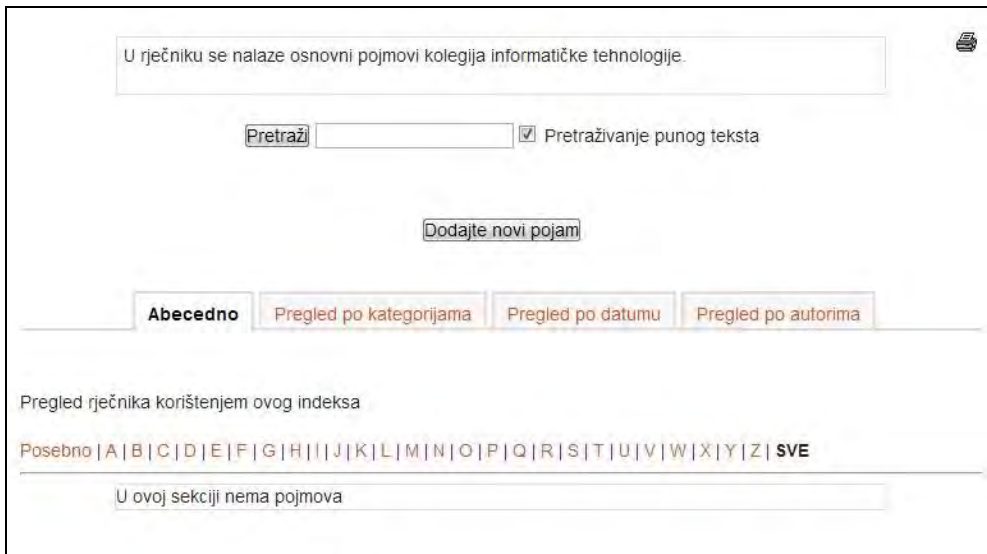 U rječniku se nalaze osnovni pojmovi kolegija informatičke tehnologije.
Pretraži Pretraživanje punog teksta
Dodajte novi pojam
Abecedno Pregled po kategorijama Pregled po datumu Pregled po autorima
Pregled rječnika korištenjem ovog indeksa
Posebno | A | B | C | D | E | F | G | H | I | J | K | L | M | N | O | P | Q | R | S | T | U | V | W | X | Y | Z | SVE
U ovoj sekciji nema pojmova